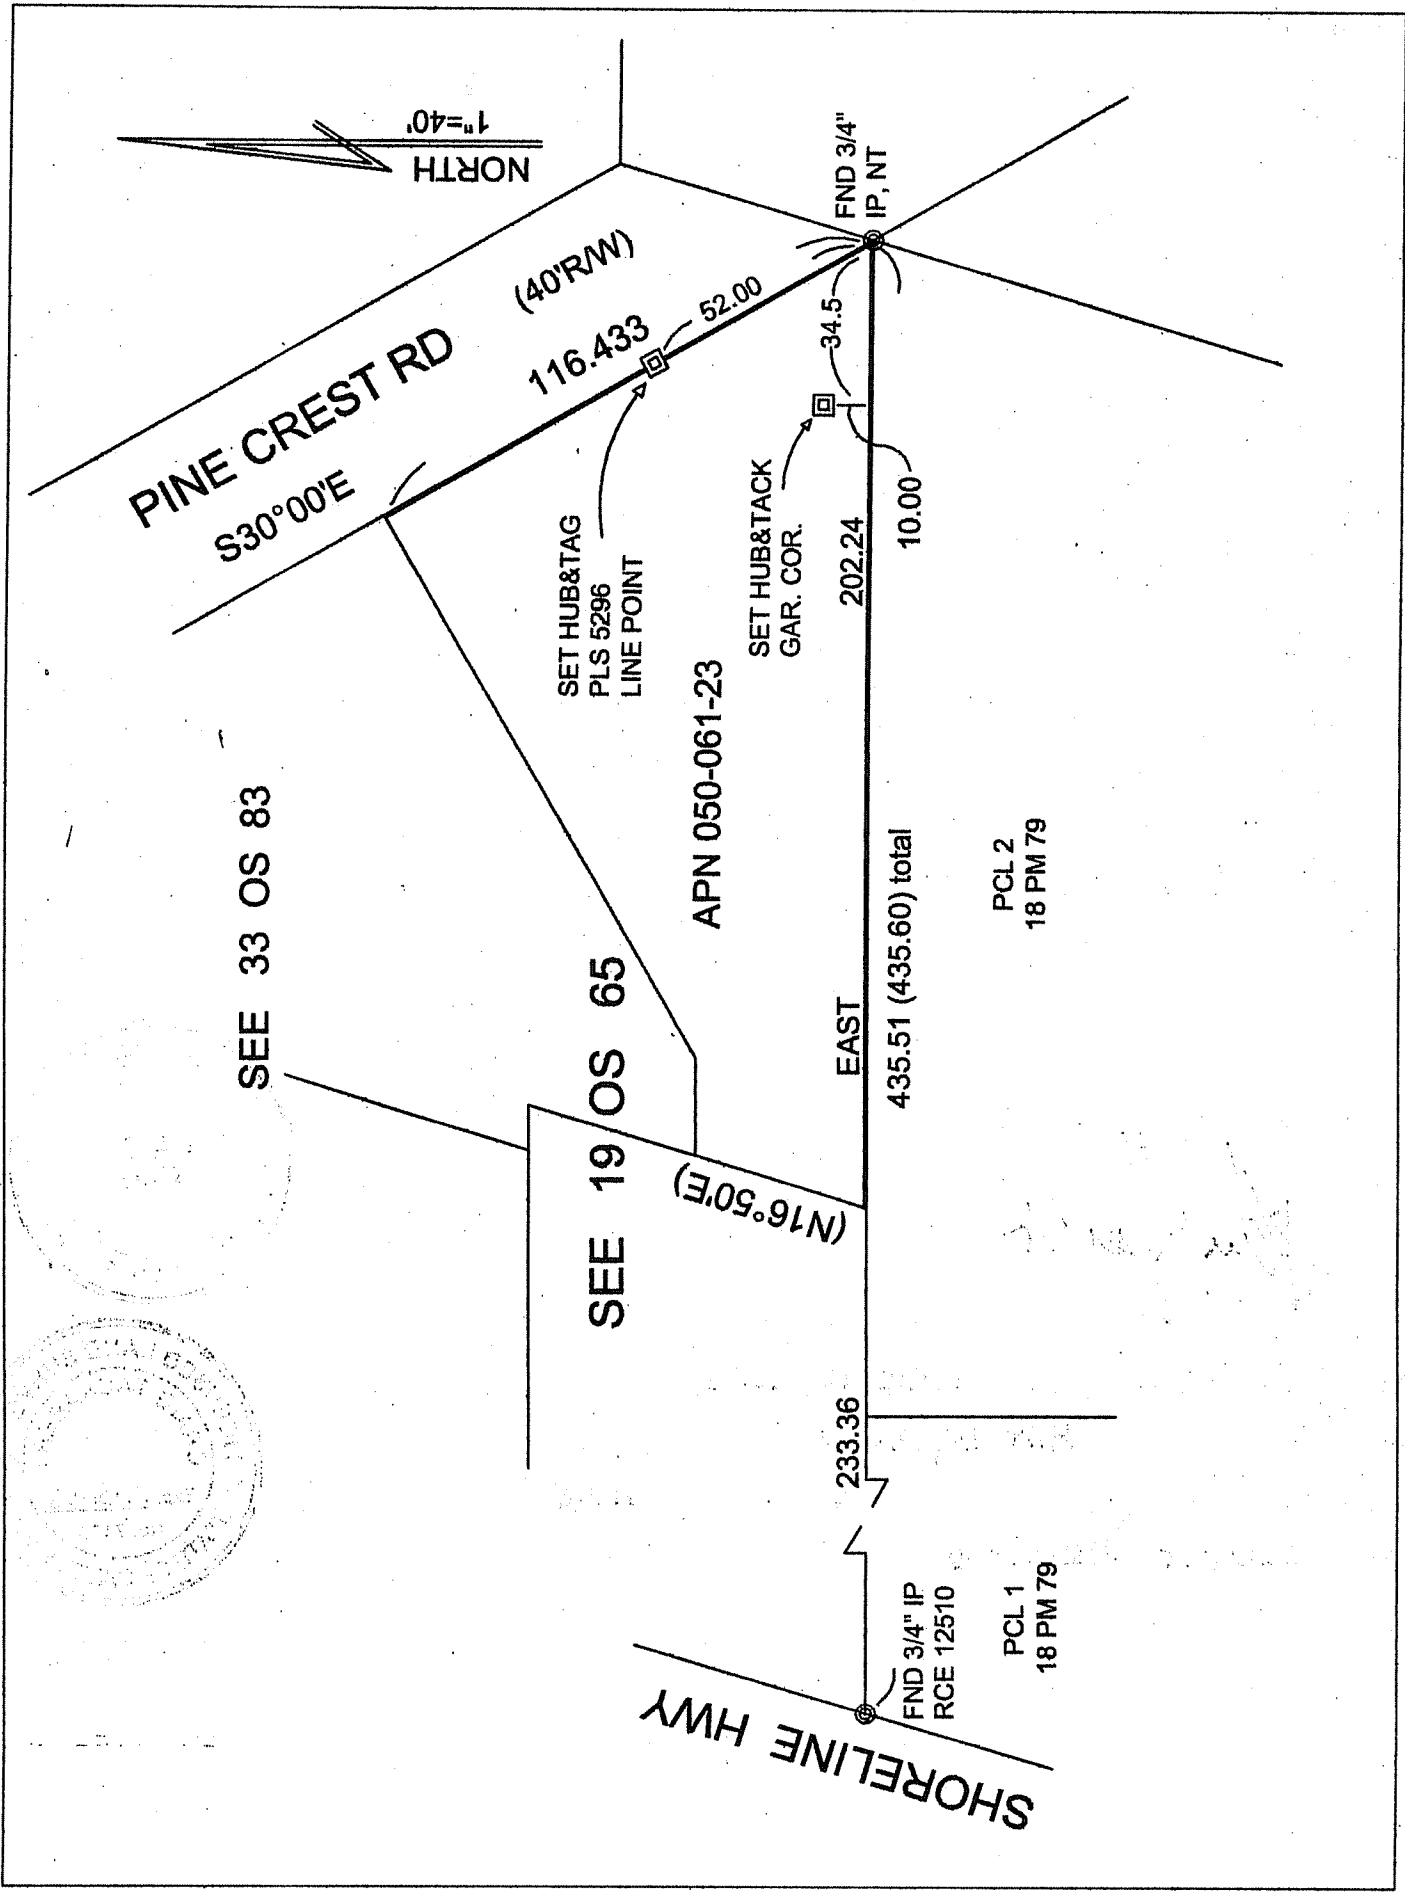 NORTH
1"=40'
PINE CREST RD
(40'R/W)
S30°00'E
116.433
52.00
FND 3/4"
IP, NT
34.5
SET HUB&TAG
PLS 5296
LINE POINT
SET HUB&TACK
GAR. COR.
10.00
202.24
SEE 33 OS 83
SEE 19 OS 65
APN 050-061-23
(N16°50'E)
EAST
435.51 (435.60) total
PCL 2
18 PM 79
233.36
FND 3/4" IP
RCE 12510
PCL 1
18 PM 79
SHORELINE HWY